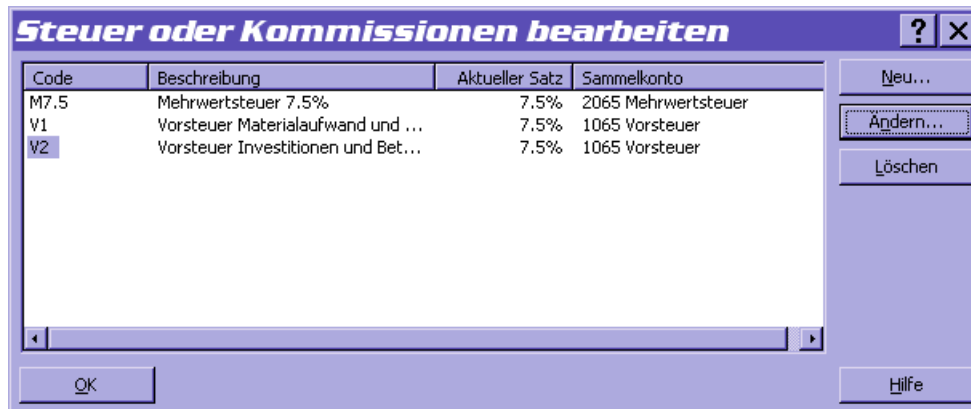 Steuer oder Kommissionen bearbeiten ? X
Code Beschreibung Aktueller Satz Sammelkonto
M7.5 Mehrwertsteuer 7.5% 7.5% 2065 Mehrwertsteuer
V1 Vorsteuer Materialaufwand und ... 7.5% 1065 Vorsteuer
V2 Vorsteuer Investitionen und Bet... 7.5% 1065 Vorsteuer
Neu...
Ändern...
Löschen
OK
Hilfe